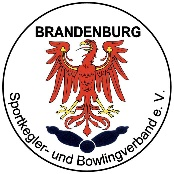 BRANDENBURG
Sportkegler- und Bowlingverband e. V.